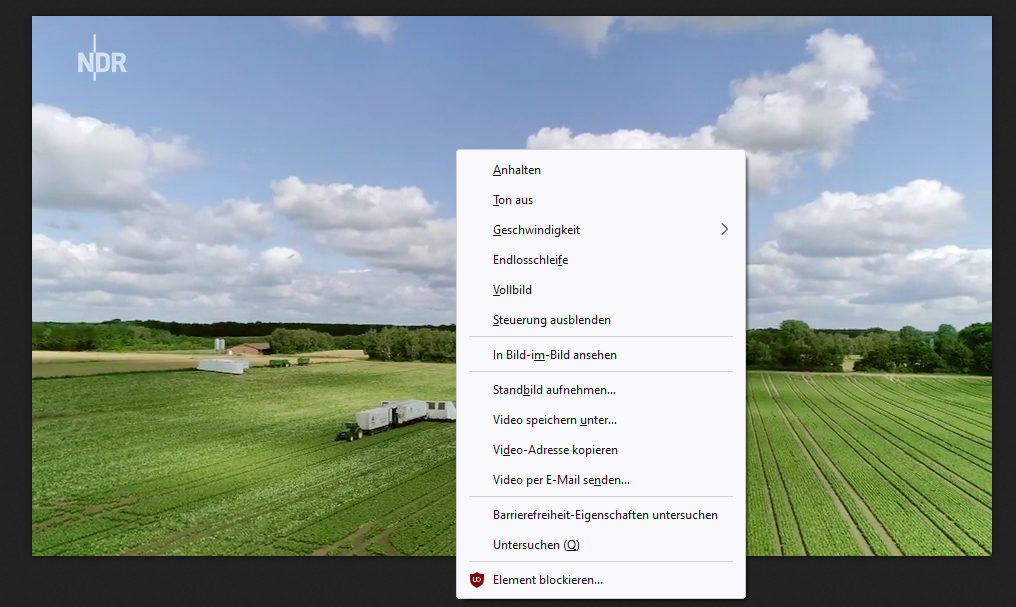 NDR
Anhalten
Ton aus
Geschwindigkeit
Endlosschleife
Vollbild
Steuerung ausblenden
In Bild-im-Bild ansehen
Standbild aufnehmen...
Video speichern unter...
Video-Adresse kopieren
Video per E-Mail senden...
Barrierefreiheit-Eigenschaften untersuchen
Untersuchen (Q)
Element blockieren...